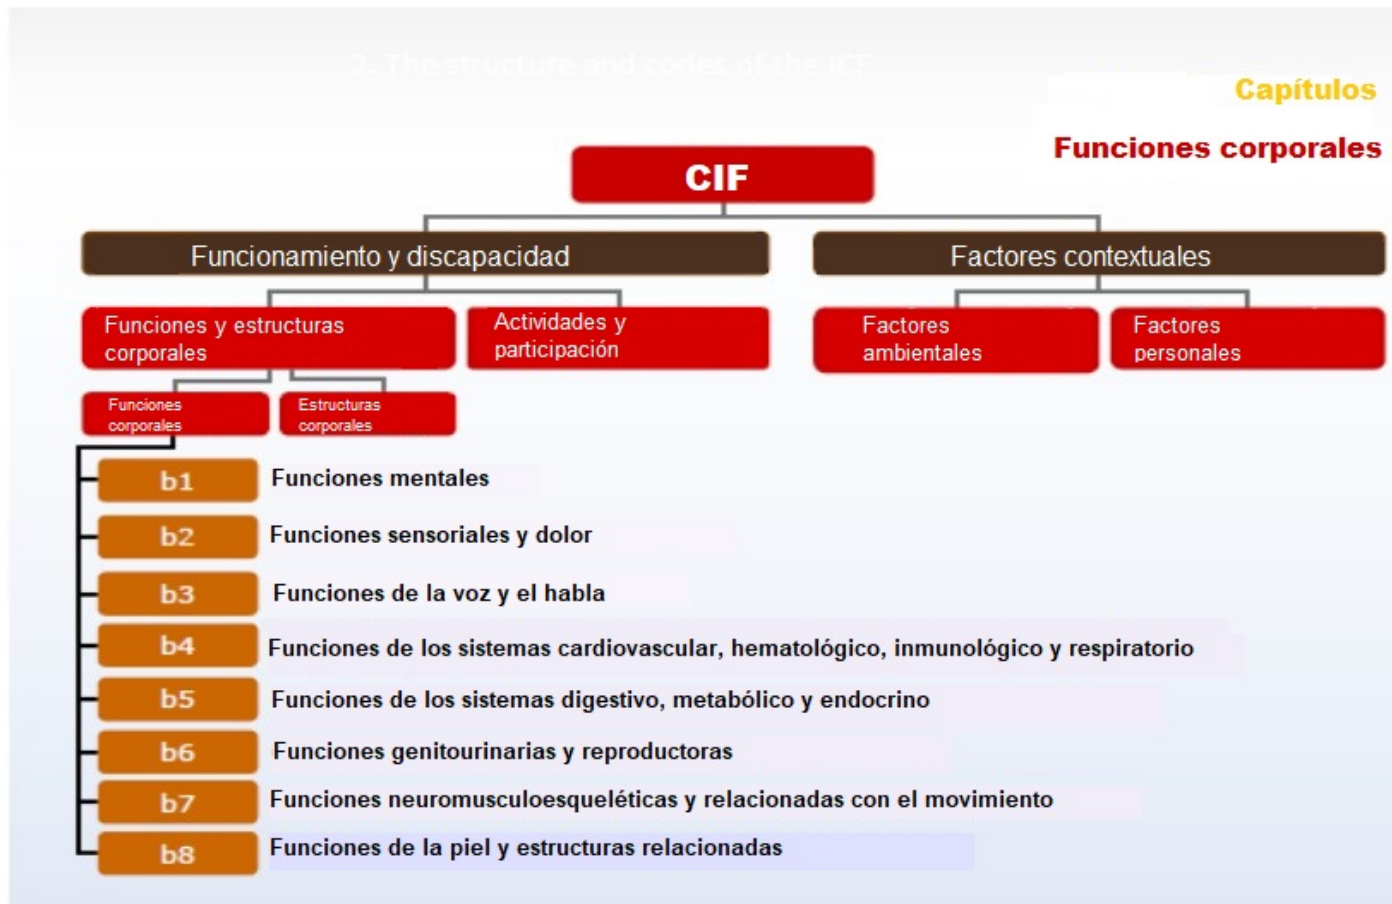 2. The structure and codes of the ICF
Capítulos
Funciones corporales
CIF
Funcionamiento y discapacidad
Factores contextuales
Funciones y estructuras
corporales
Actividades y
participación
Factores
ambientales
Factores
personales
Funciones
corporales
Estructuras
corporales
b1 Funciones mentales
b2 Funciones sensoriales y dolor
b3 Funciones de la voz y el habla
b4 Funciones de los sistemas cardiovascular, hematológico, inmunológico y respiratorio
b5 Funciones de los sistemas digestivo, metabólico y endocrino
b6 Funciones genitourinarias y reproductoras
b7 Funciones neuromusculoesqueléticas y relacionadas con el movimiento
b8 Funciones de la piel y estructuras relacionadas